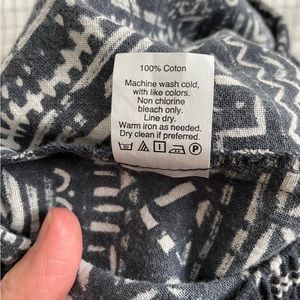 100% Coton
Machine wash cold,
with like colors.
Non chlorine
bleach only.
Line dry.
Warm iron as needed.
Dry clean if preferred.